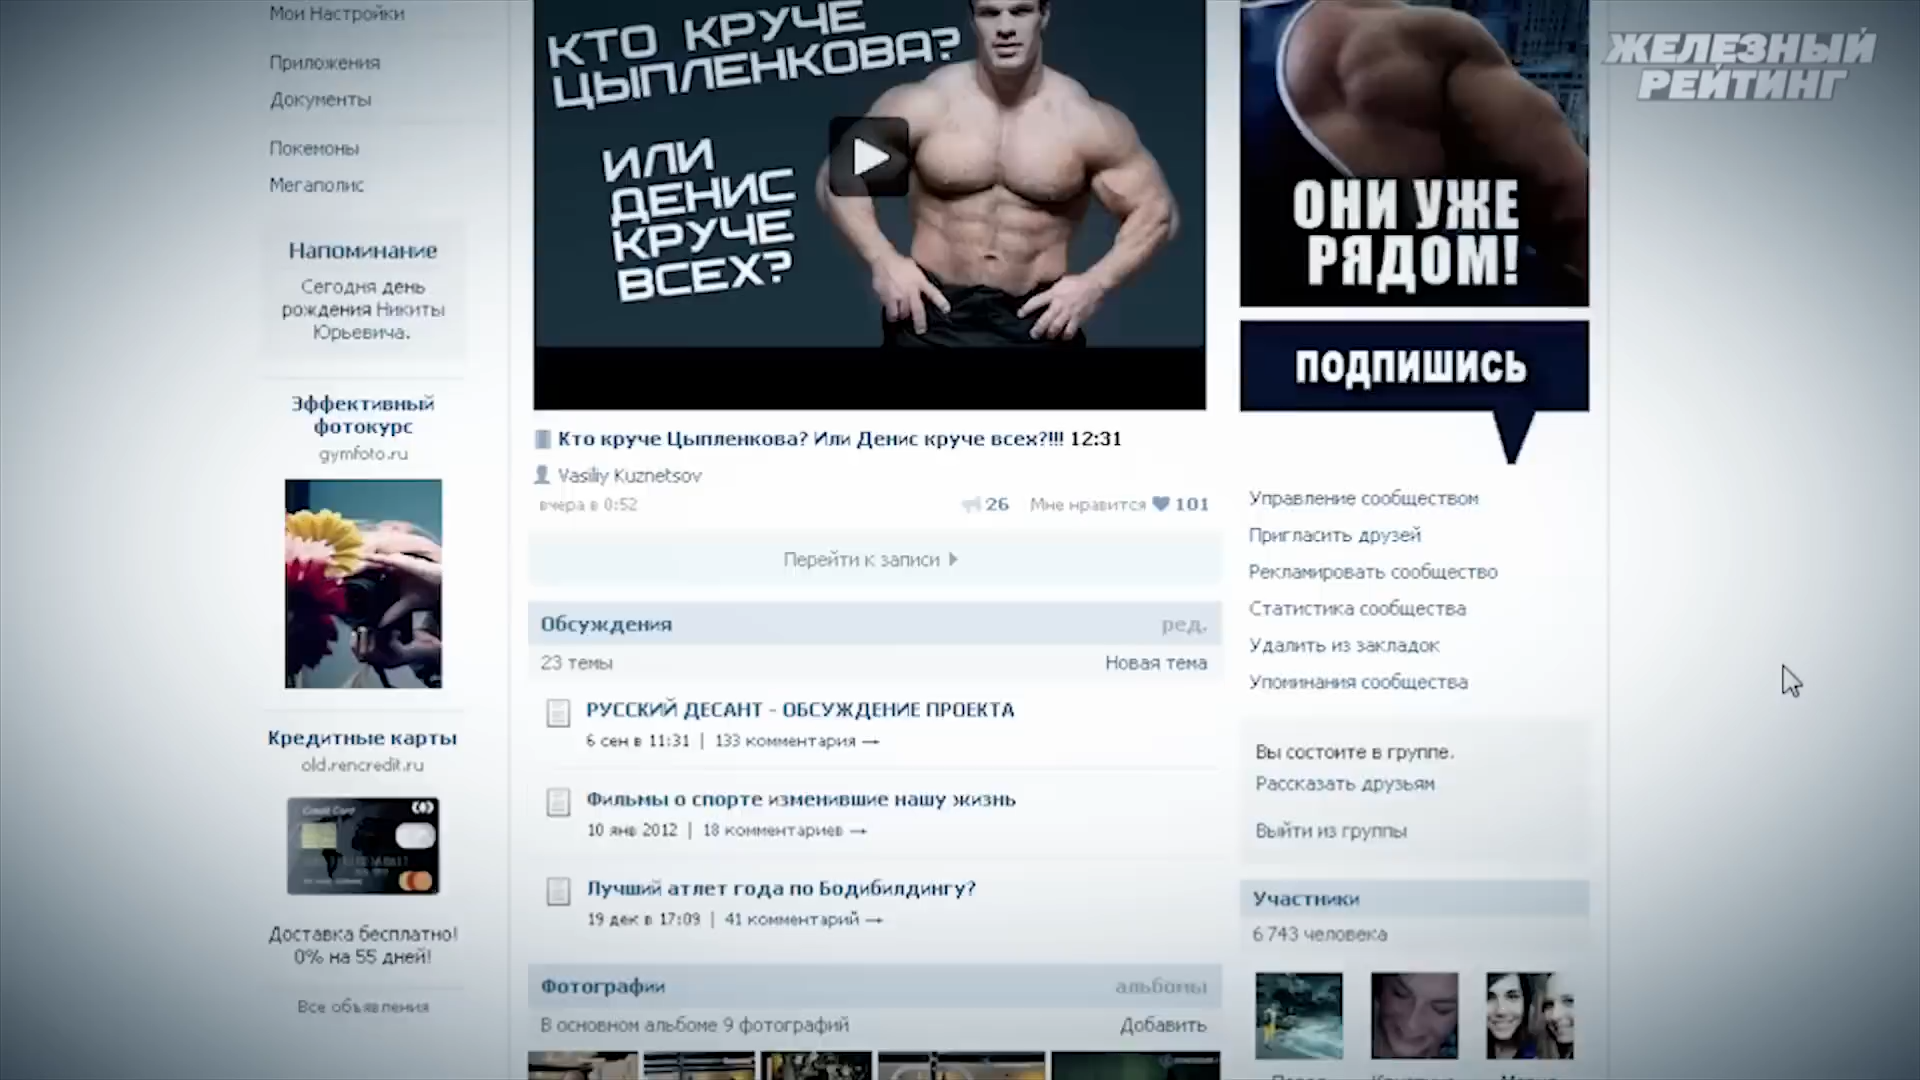 Мои Настройки
Приложения
Документы
Покемоны
Мегаполис
Напоминание
Сегодня день
рождения Никиты
Юрьевича.
Эффективный
фотокурс
gymfoto.ru
Кредитные карты
old.rencredit.ru
Credit Card
Доставка бесплатно!
0% на 55 дней!
Все объявления
КТО КРУЧЕ
ЦЫПЛЕНКОВА?
ИЛИ
ДЕНИС
КРУЧЕ
ВСЕХ?
Кто круче Цыпленкова? Или Денис круче всех?!!! 12:31
Vasiliy Kuznetsov
вчера в 0:52 26 Мне нравится 101
Перейти к записи
Обсуждения ред.
23 темы Новая тема
РУССКИЙ ДЕСАНТ - ОБСУЖДЕНИЕ ПРОЕКТА
6 сен в 11:31 | 133 комментария →
Фильмы о спорте изменившие нашу жизнь
10 янв 2012 | 18 комментариев →
Лучший атлет года по Бодибилдингу?
19 дек в 17:09 | 41 комментарий →
Фотографии альбомы
В основном альбоме 9 фотографий Добавить
ЖЕЛЕЗНЫЙ
РЕЙТИНГ
ОНИ УЖЕ
РЯДОМ!
ПОДПИШИСЬ
Управление сообществом
Пригласить друзей
Рекламировать сообщество
Статистика сообщества
Удалить из закладок
Упоминания сообщества
Вы состоите в группе.
Рассказать друзьям
Выйти из группы
Участники
6 743 человека